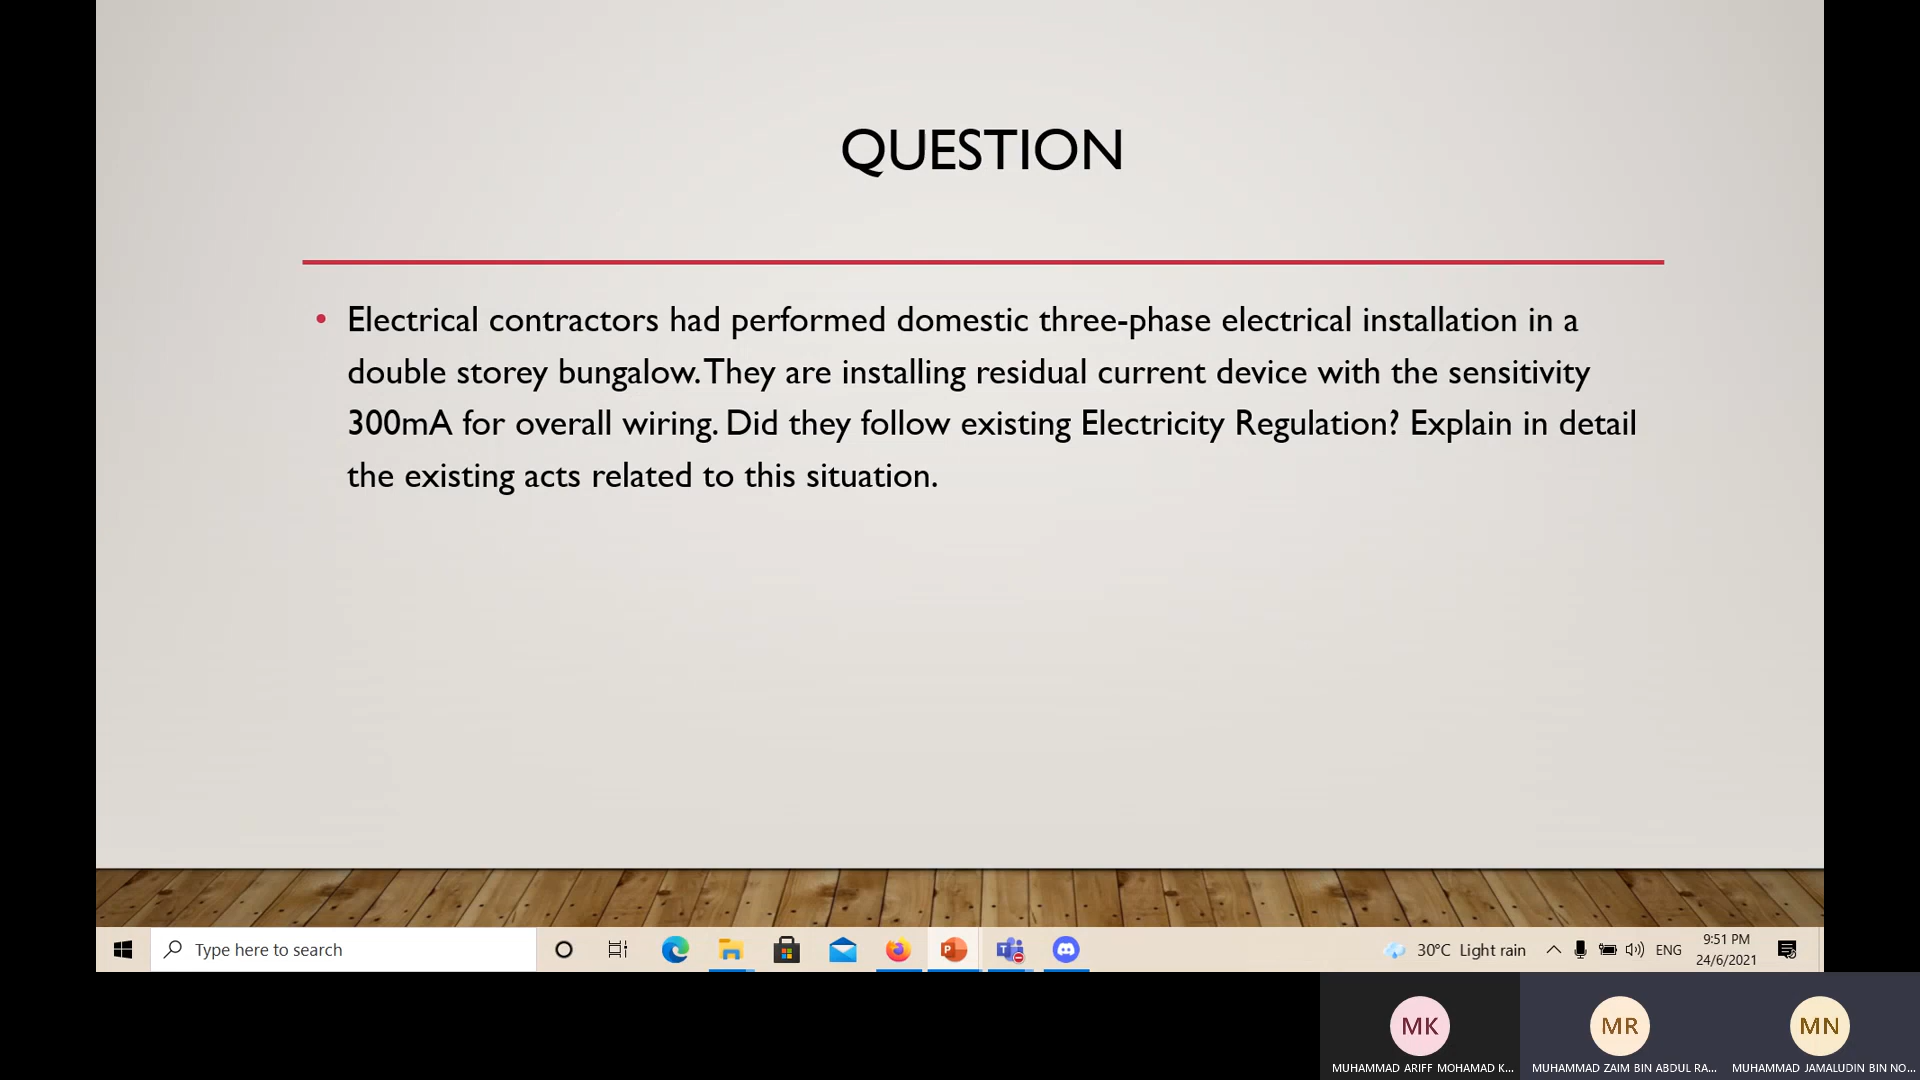 QUESTION
• Electrical contractors had performed domestic three-phase electrical installation in a
double storey bungalow. They are installing residual current device with the sensitivity
300mA for overall wiring. Did they follow existing Electricity Regulation? Explain in detail
the existing acts related to this situation.
Type here to search
30°C Light rain
ENG
9:51 PM
24/6/2021
MK
MR
MN
MUHAMMAD ARIFF MOHAMAD K...
MUHAMMAD ZAIM BIN ABDUL RA...
MUHAMMAD JAMALUDIN BIN NO...